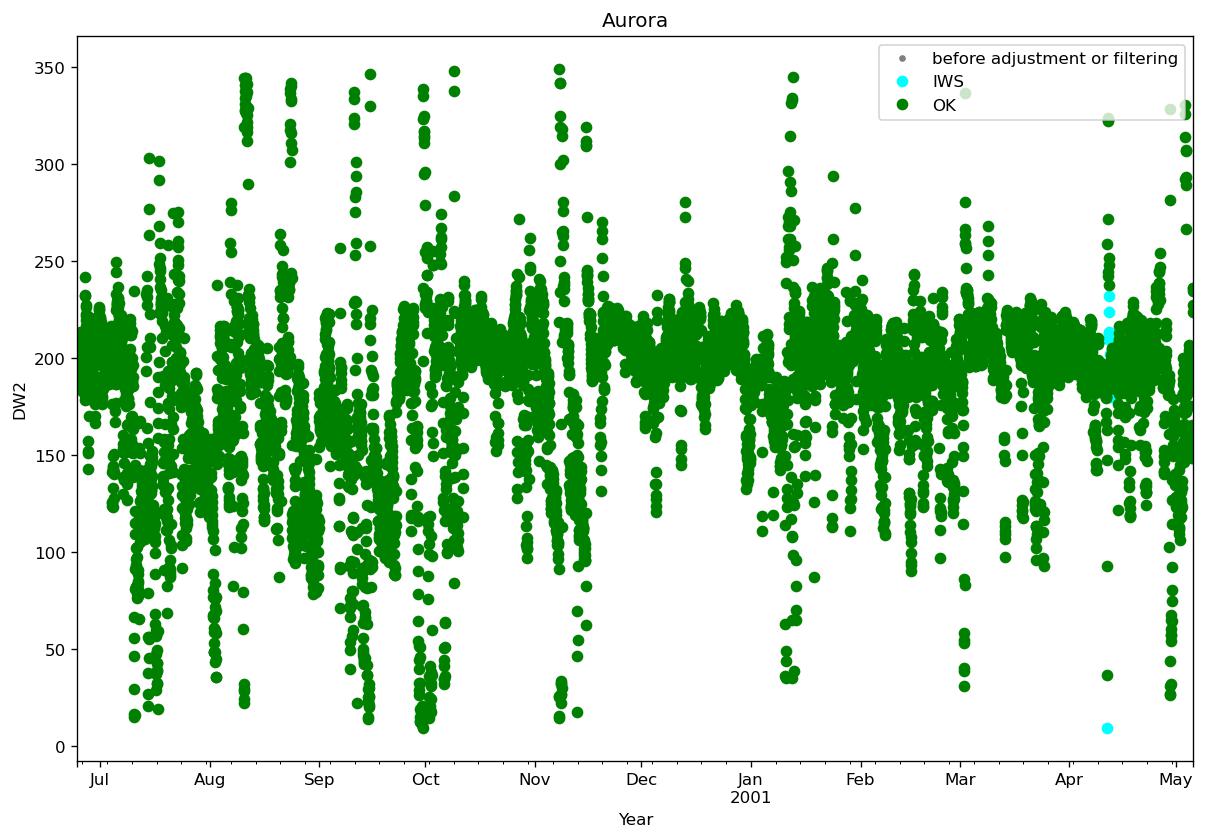 Aurora
before adjustment or filtering
IWS
OK
350
300
250
200
150
100
50
0
DW2
Jul Aug Sep Oct Nov Dec Jan Feb Mar Apr May
2001
Year